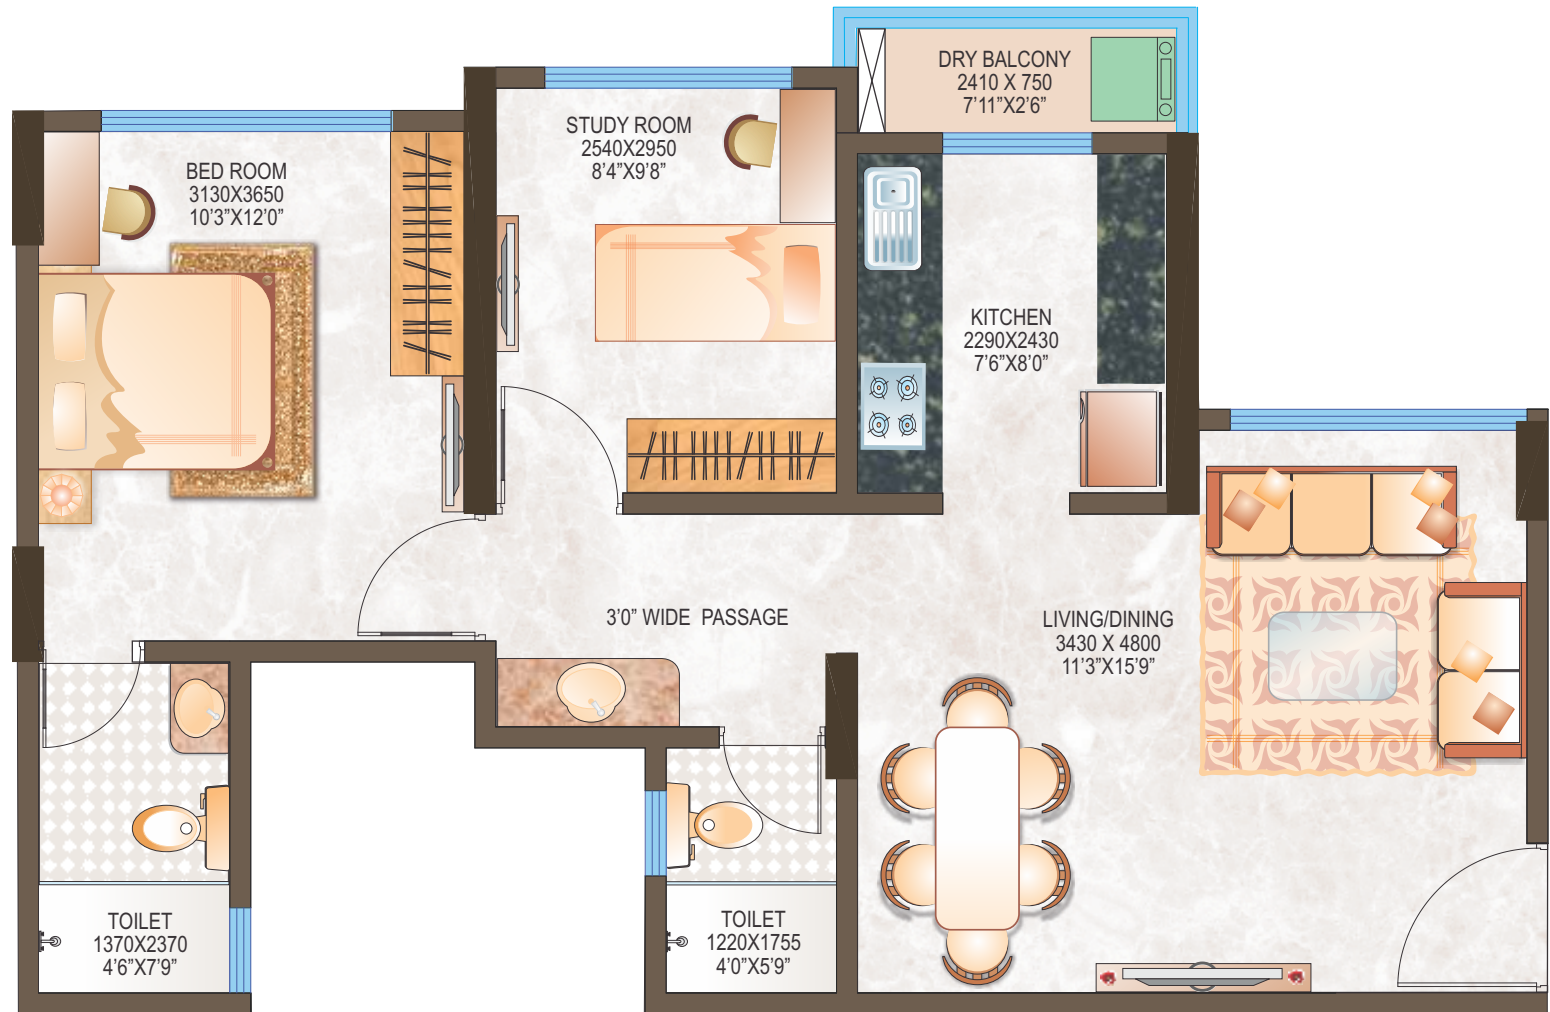 DRY BALCONY
2410 X 750
7'11"X2'6"
STUDY ROOM
2540X2950
8'4"X9'8"
BED ROOM
3130X3650
10'3"X12'0"
KITCHEN
2290X2430
7'6"X8'0"
3'0" WIDE PASSAGE
LIVING/DINING
3430 X 4800
11'3"X15'9"
TOILET
1370X2370
4'6"X7'9"
TOILET
1220X1755
4'0"X5'9"